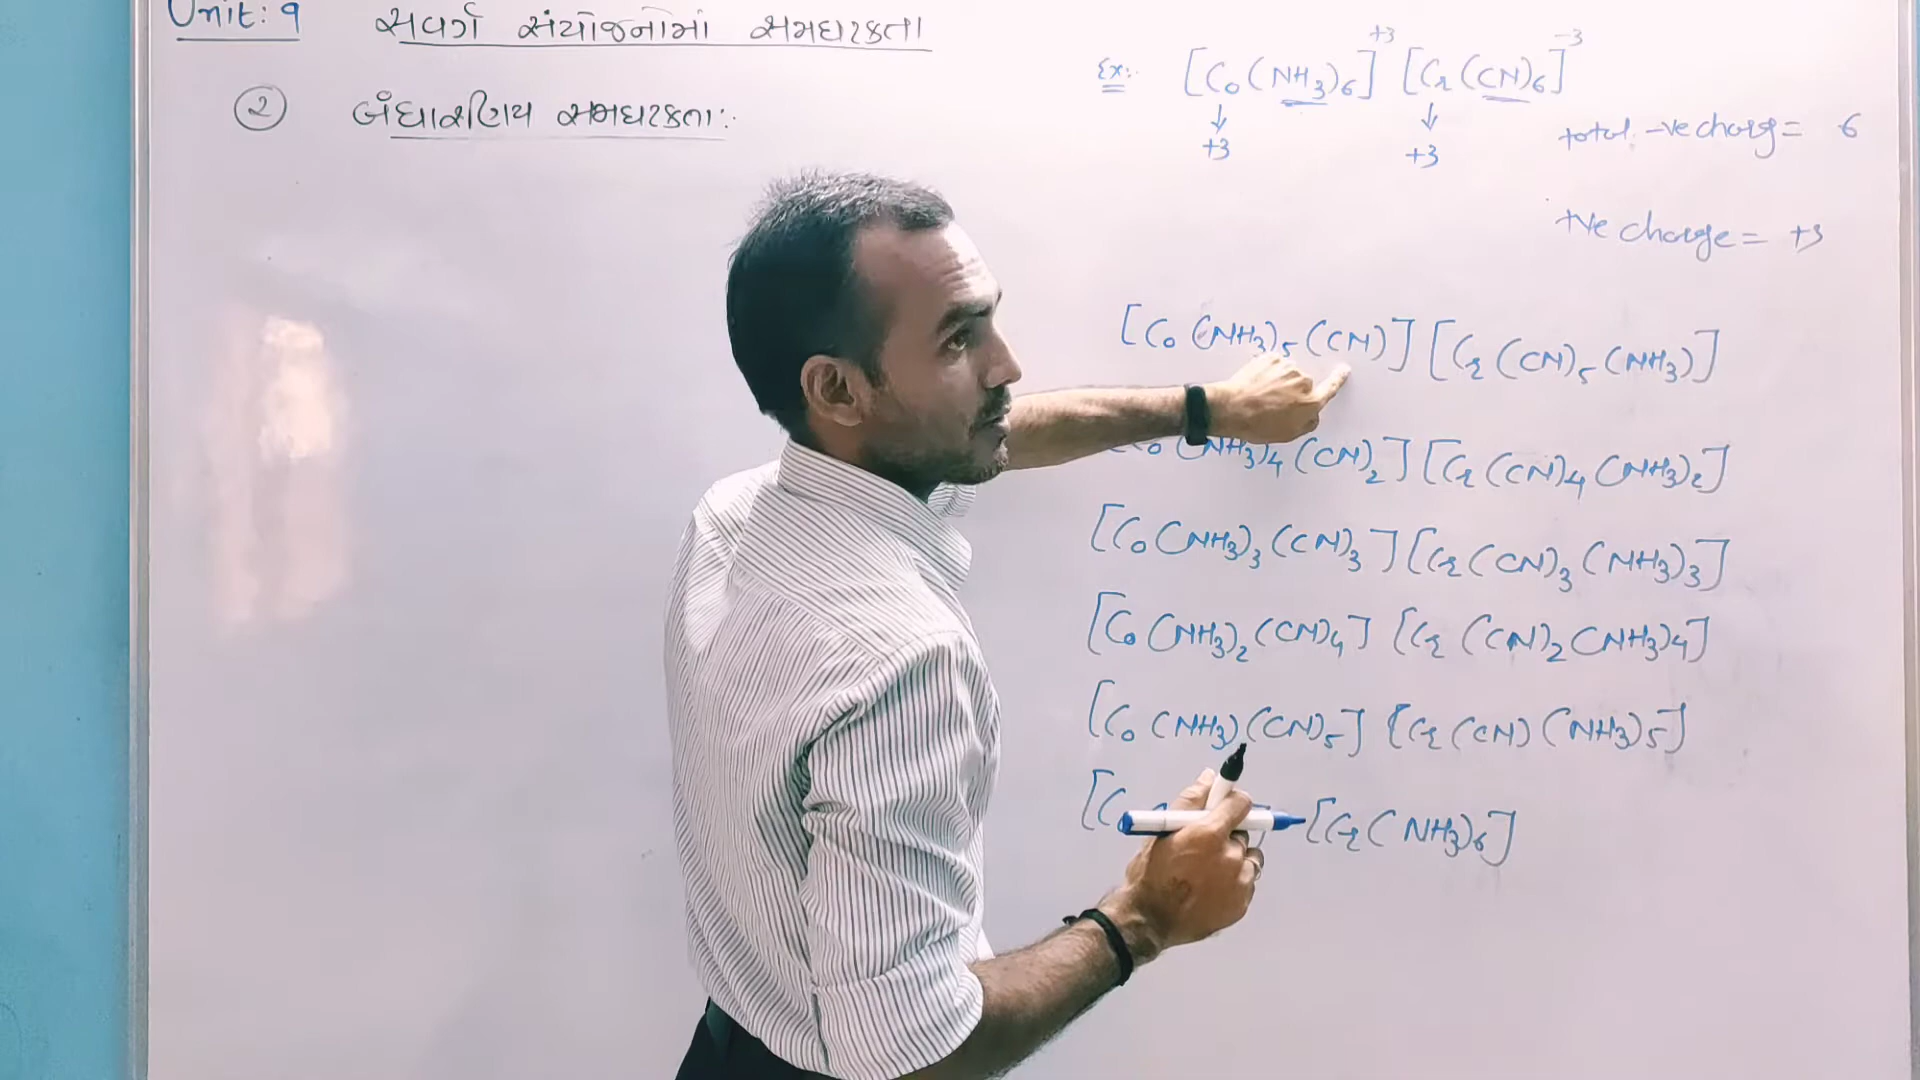 Unit: ९ સવર્ગ સંયોજનોમાં સમઘટકતા
② બંધારણિય સમઘટકતા :-
Ex:- [Co(NH3)6]+3 [Cr(CN)6]-3
↓ +3 ↓ +3
total -ve charg = 6
+ve charge = +3
[Co(NH3)5(CN)] [Cr(CN)5(NH3)]
(NH3)4(CN)2] [Cr(CN)4(NH3)2]
[Co(NH3)3(CN)3] [Cr(CN)3(NH3)3]
[Co(NH3)2(CN)4] [Cr(CN)2(NH3)4]
[Co(NH3)(CN)5] [Cr(CN)(NH3)5]
[C [Cr(NH3)6]